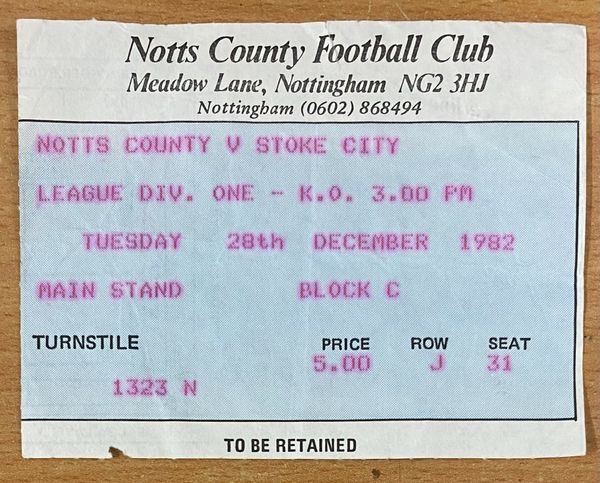 Notts County Football Club
Meadow Lane, Nottingham NG2 3HJ
Nottingham (0602) 868494
NOTTS COUNTY V STOKE CITY
LEAGUE DIV. ONE - K.O. 3.00 PM
TUESDAY 28th DECEMBER 1982
MAIN STAND BLOCK C
TURNSTILE PRICE ROW SEAT
5.00 J 31
1323 N
TO BE RETAINED